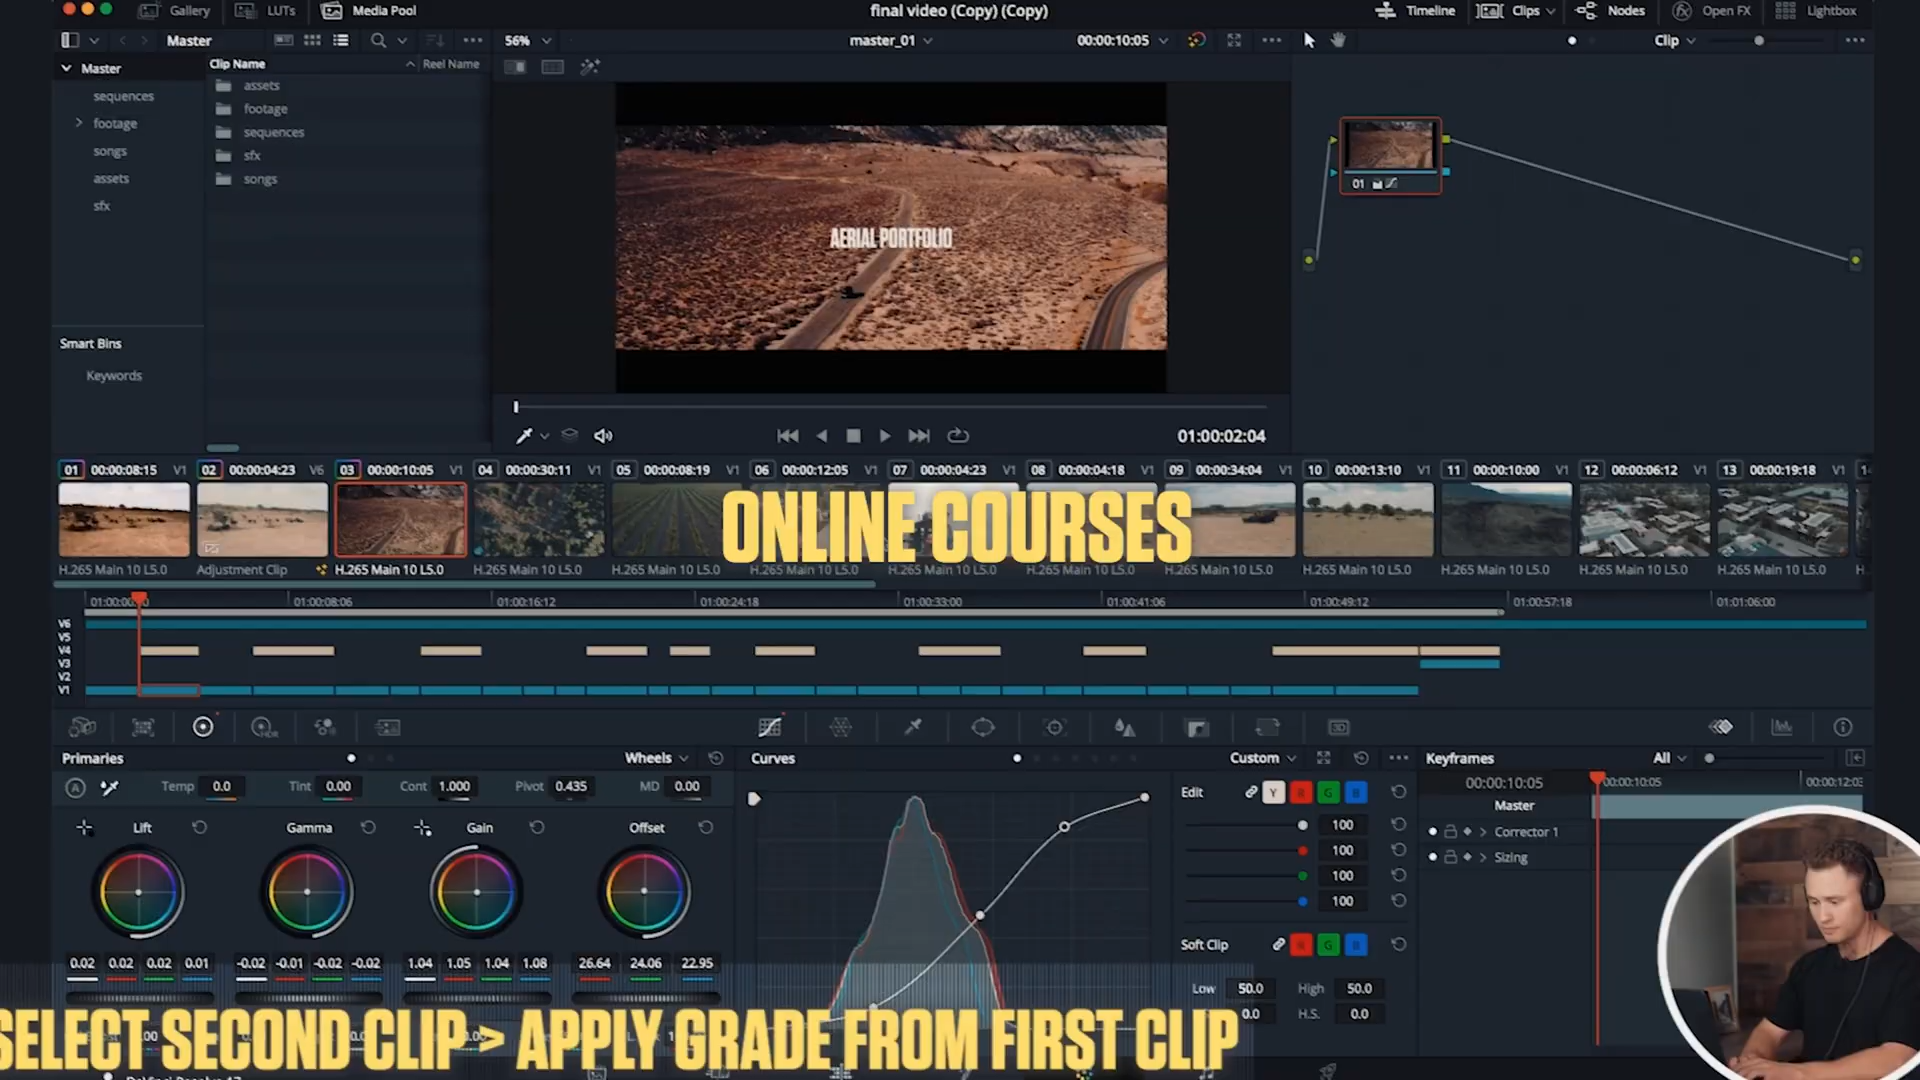 Gallery LUTs Media Pool final video (Copy) (Copy) Timeline Clips Nodes Open FX Lightbox
Master 56% master_01 00:00:10:05 Clip
Master Clip Name Reel Name
sequences
footage
songs
assets
sfx
assets
footage
sequences
sfx
songs
Smart Bins
Keywords
AERIAL PORTFOLIO
01
01:00:02:04
01 00:00:08:15 V1 02 00:00:04:23 V6 03 00:00:10:05 V1 04 00:00:30:11 V1 05 00:00:08:19 V1 06 00:00:12:05 V1 07 00:00:04:23 V1 08 00:00:04:18 V1 09 00:00:34:04 V1 10 00:00:13:10 V1 11 00:00:10:00 V1 12 00:00:06:12 V1 13 00:00:19:18 V1
ONLINE COURSES
H.265 Main 10 L5.0 Adjustment Clip H.265 Main 10 L5.0 H.265 Main 10 L5.0 H.265 Main 10 L5.0 H.265 Main 10 L5.0 H.265 Main 10 L5.0 H.265 Main 10 L5.0 H.265 Main 10 L5.0 H.265 Main 10 L5.0 H.265 Main 10 L5.0 H.265 Main 10 L5.0 H.265 Main 10 L5.0
01:00:08:06 01:00:16:12 01:00:24:18 01:00:33:00 01:00:41:06 01:00:49:12 01:00:57:18 01:01:06:00
V6
V5
V4
V3
V2
V1
HDR 3D
Primaries Wheels Curves Custom Keyframes All
A Temp 0.0 Tint 0.00 Cont 1.000 Pivot 0.435 MD 0.00
Lift Gamma Gain Offset
0.02 0.02 0.02 0.01 -0.02 -0.01 -0.02 -0.02 1.04 1.05 1.04 1.08 26.64 24.06 22.95
Edit Y R G B
100
100
100
100
Soft Clip R G B
Low 50.0 High 50.0
0.0 H.S. 0.0
00:00:10:05 00:00:10:05
Master
Corrector 1
Sizing
SELECT SECOND CLIP > APPLY GRADE FROM FIRST CLIP